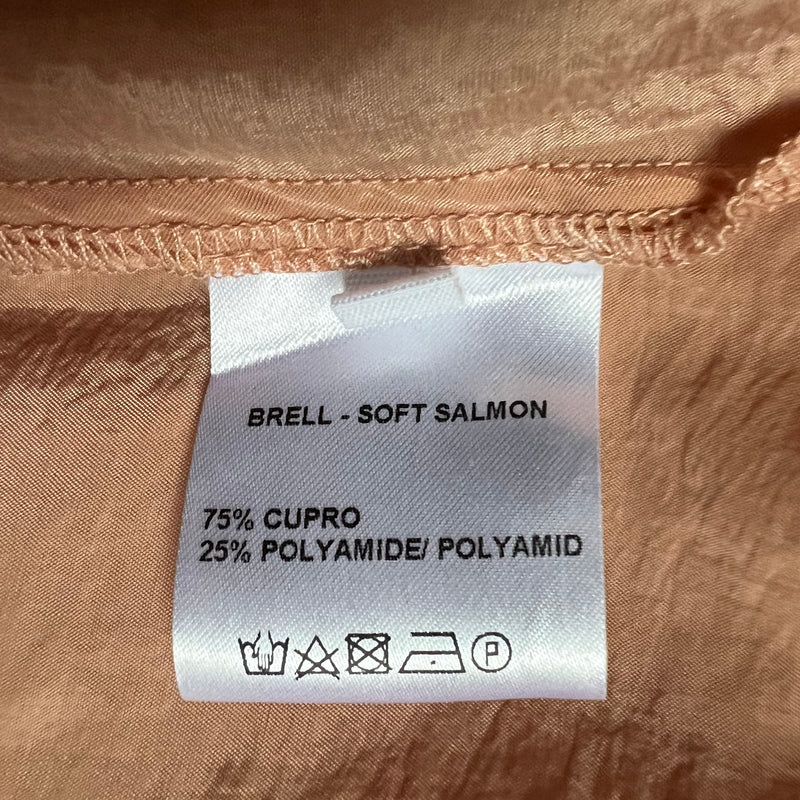 BRELL - SOFT SALMON
75% CUPRO
25% POLYAMIDE/ POLYAMID
P